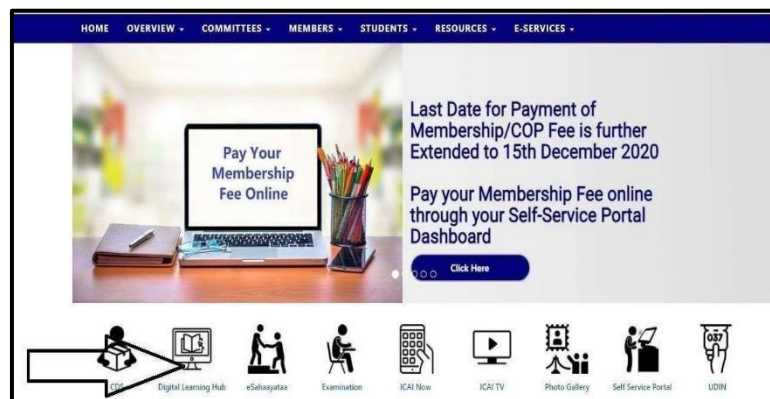 HOME OVERVIEW COMMITTEES MEMBERS STUDENTS RESOURCES E-SERVICES
Pay Your
Membership
Fee Online
Last Date for Payment of
Membership/COP Fee is further
Extended to 15th December 2020
Pay your Membership Fee online
through your Self-Service Portal
Dashboard
Click Here
037
CDS Digital Learning Hub eSahaayataa Examination ICAI Now ICAI TV Photo Gallery Self Service Portal UDIN